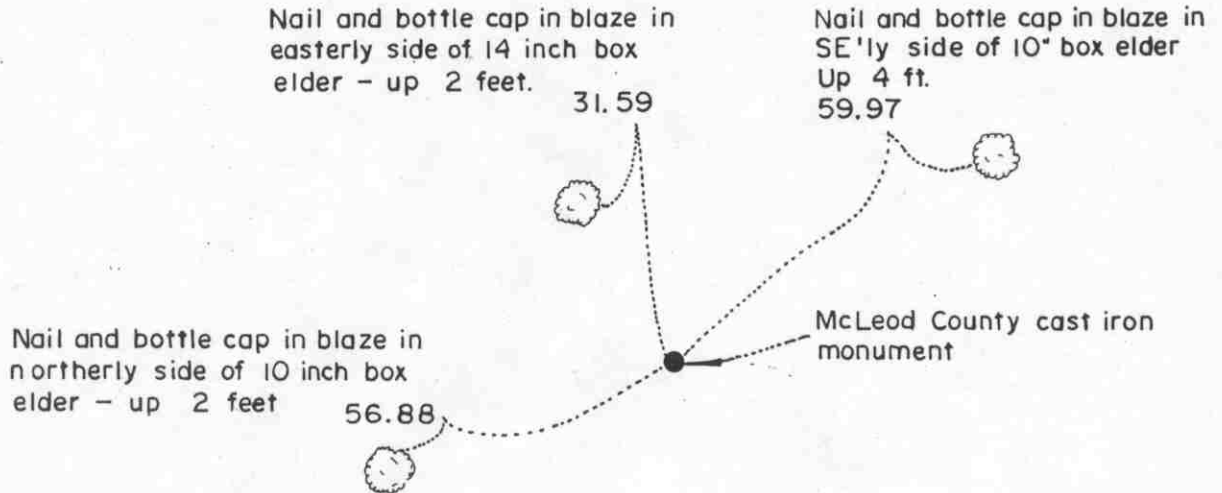 Nail and bottle cap in blaze in
easterly side of 14 inch box
elder - up 2 feet.
31.59
Nail and bottle cap in blaze in
SE'ly side of 10" box elder
Up 4 ft.
59.97
McLeod County cast iron
monument
Nail and bottle cap in blaze in
northerly side of 10 inch box
elder - up 2 feet
56.88